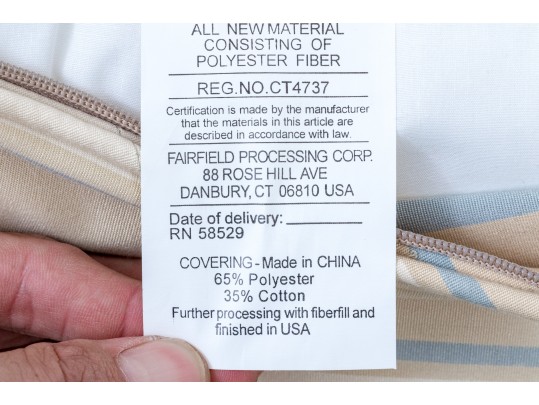 ALL NEW MATERIAL
CONSISTING OF
POLYESTER FIBER
REG.NO.CT4737
Certification is made by the manufacturer
that the materials in this article are
described in accordance with law.
FAIRFIELD PROCESSING CORP.
88 ROSE HILL AVE
DANBURY, CT 06810 USA
Date of delivery:
RN 58529
COVERING - Made in CHINA
65% Polyester
35% Cotton
Further processing with fiberfill and
finished in USA